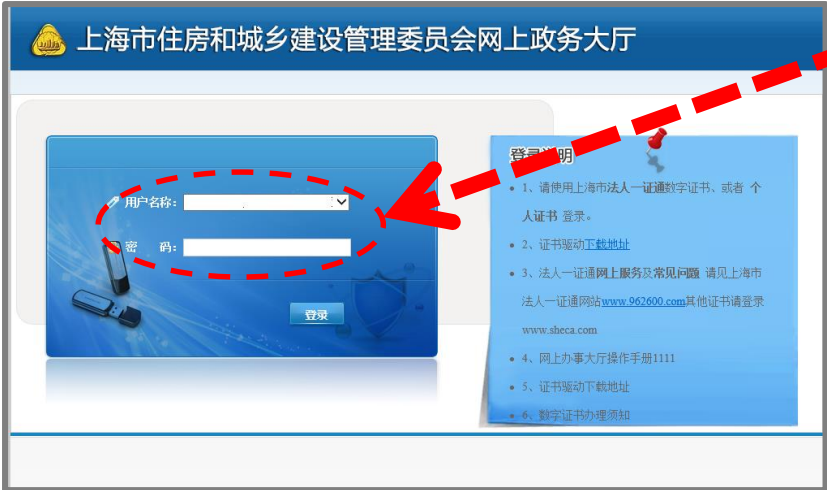 上海市住房和城乡建设管理委员会网上政务大厅
用户名称：
密 码：
登录
登录说明
1、请使用上海市法人一证通数字证书、或者 个
人证书 登录。
2、证书驱动下载地址
3、法人一证通网上服务及常见问题 请见上海市
法人一证通网站www.962600.com其他证书请登录
www.sheca.com
4、网上办事大厅操作手册1111
5、证书驱动下载地址
6、数字证书办理须知